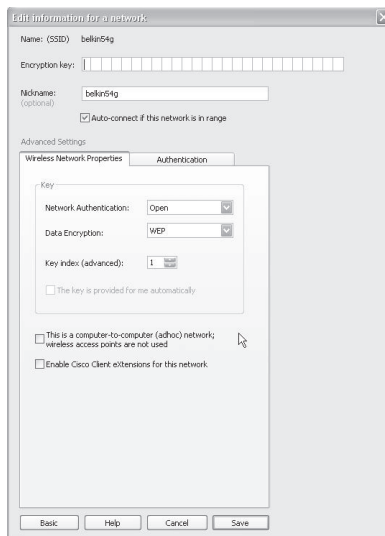 Edit information for a network
Name: (SSID) belkin54g
Encryption key:
Nickname: belkin54g
(optional)
Auto-connect if this network is in range
Advanced Settings
Wireless Network Properties Authentication
Key
Network Authentication: Open
Data Encryption: WEP
Key index (advanced): 1
The key is provided for me automatically
This is a computer-to-computer (adhoc) network;
wireless access points are not used
Enable Cisco Client eXtensions for this network
Basic Help Cancel Save